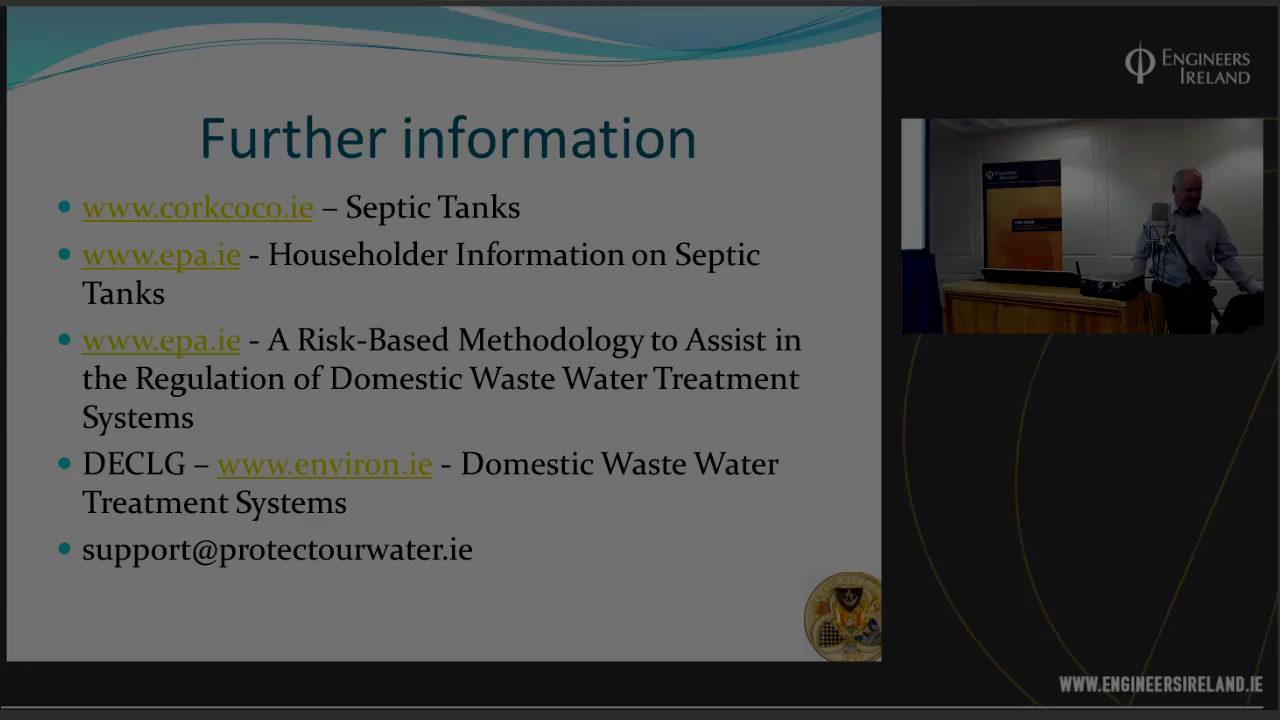 Further information
www.corkcoco.ie – Septic Tanks
www.epa.ie - Householder Information on Septic
Tanks
www.epa.ie - A Risk-Based Methodology to Assist in
the Regulation of Domestic Waste Water Treatment
Systems
DECLG – www.environ.ie - Domestic Waste Water
Treatment Systems
support@protectourwater.ie
ENGINEERS
IRELAND
ENGINEERS
IRELAND
WWW.ENGINEERSIRELAND.IE